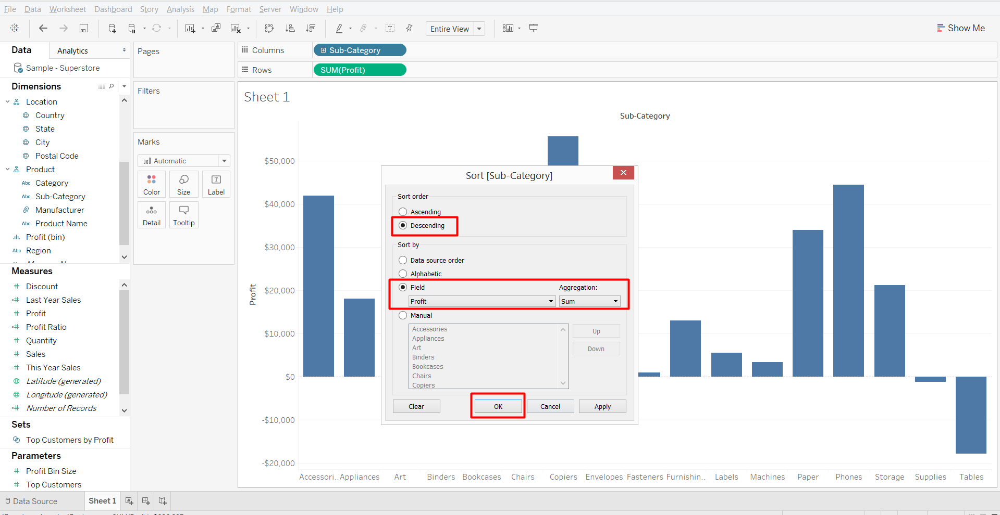 File Data Worksheet Dashboard Story Analysis Map Format Server Window Help
Entire View
Show Me
Data
Analytics
Sample - Superstore
Dimensions
Location
Country
State
City
Postal Code
Product
Abc Category
Abc Sub-Category
Manufacturer
Abc Product Name
Profit (bin)
Abc Region
Measures
Discount
Last Year Sales
Profit
Profit Ratio
Quantity
Sales
This Year Sales
Latitude (generated)
Longitude (generated)
Number of Records
Sets
Top Customers by Profit
Parameters
Profit Bin Size
Top Customers
Pages
Filters
Marks
Automatic
Color
Size
Label
Detail
Tooltip
Columns
Sub-Category
Rows
SUM(Profit)
Sheet 1
Sub-Category
Profit
$50,000
$40,000
$30,000
$20,000
$10,000
$0
-$10,000
-$20,000
Accessori.. Appliances Art Binders Bookcases Chairs Copiers Envelopes Fasteners Furnishin.. Labels Machines Paper Phones Storage Supplies Tables
Sort [Sub-Category]
Sort order
Ascending
Descending
Sort by
Data source order
Alphabetic
Field
Aggregation:
Profit
Sum
Manual
Accessories
Appliances
Art
Binders
Bookcases
Chairs
Copiers
Up
Down
Clear
OK
Cancel
Apply
Data Source
Sheet 1